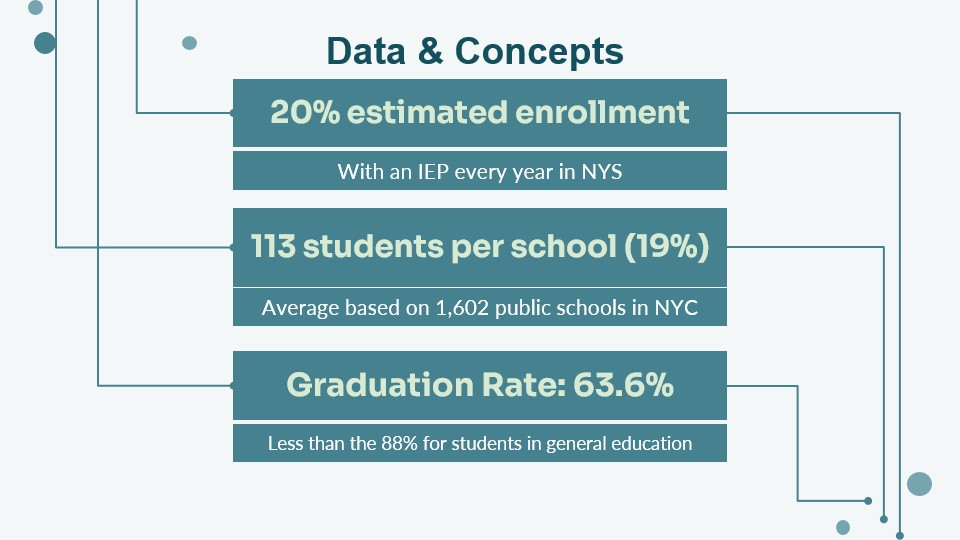 Data & Concepts
20% estimated enrollment
With an IEP every year in NYS
113 students per school (19%)
Average based on 1,602 public schools in NYC
Graduation Rate: 63.6%
Less than the 88% for students in general education